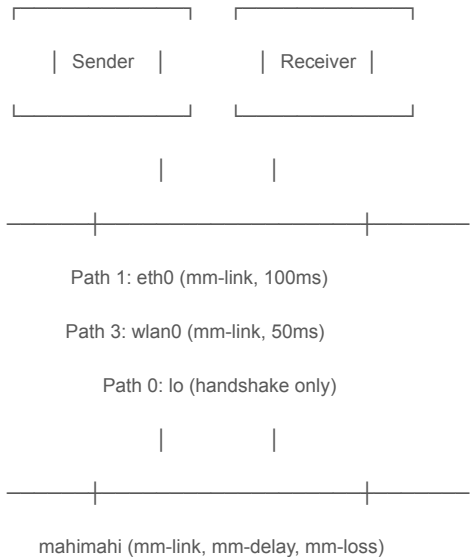 Sender
Receiver
Path 1: eth0 (mm-link, 100ms)
Path 3: wlan0 (mm-link, 50ms)
Path 0: lo (handshake only)
mahimahi (mm-link, mm-delay, mm-loss)